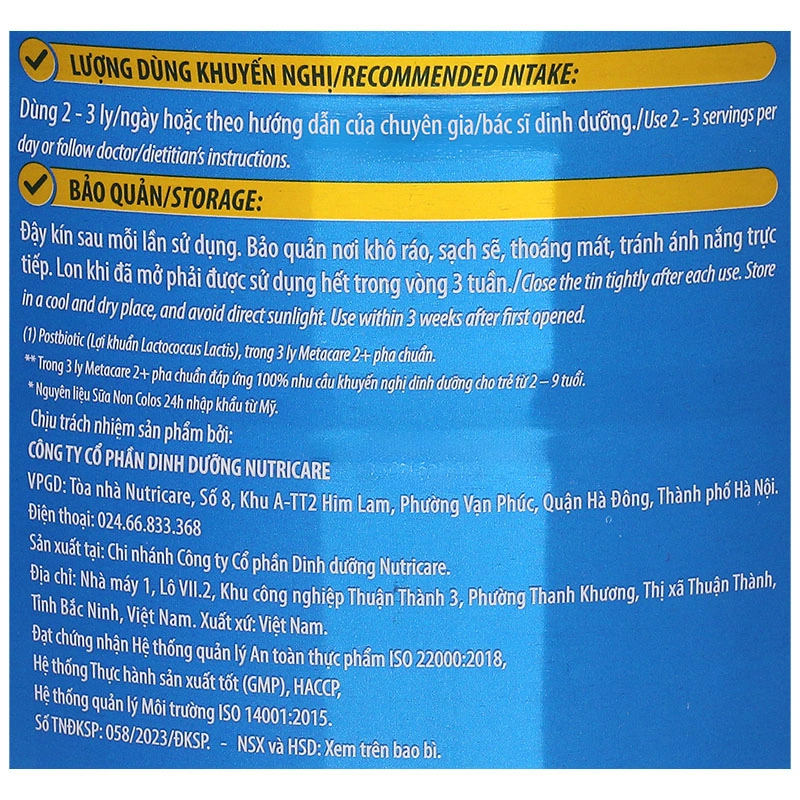 LƯỢNG DÙNG KHUYẾN NGHỊ/RECOMMENDED INTAKE:
Dùng 2 - 3 ly/ngày hoặc theo hướng dẫn của chuyên gia/bác sĩ dinh dưỡng./Use 2 - 3 servings per
day or follow doctor/dietitian's instructions.
BẢO QUẢN/STORAGE:
Đậy kín sau mỗi lần sử dụng. Bảo quản nơi khô ráo, sạch sẽ, thoáng mát, tránh ánh nắng trực
tiếp. Lon khi đã mở phải được sử dụng hết trong vòng 3 tuần./Close the tin tightly after each use. Store
in a cool and dry place, and avoid direct sunlight. Use within 3 weeks after first opened.
(1) Postbiotic (Lợi khuẩn Lactococcus Lactis), trong 3 ly Metacare 2+ pha chuẩn.
** Trong 3 ly Metacare 2+ pha chuẩn đáp ứng 100% nhu cầu khuyến nghị dinh dưỡng cho trẻ từ 2 – 9 tuổi.
* Nguyên liệu Sữa Non Colos 24h nhập khẩu từ Mỹ.
Chịu trách nhiệm sản phẩm bởi:
CÔNG TY CỔ PHẦN DINH DƯỠNG NUTRICARE
VPGD: Tòa nhà Nutricare, Số 8, Khu A-TT2 Him Lam, Phường Vạn Phúc, Quận Hà Đông, Thành phố Hà Nội.
Điện thoại: 024.66.833.368
Sản xuất tại: Chi nhánh Công ty Cổ phần Dinh dưỡng Nutricare.
Địa chỉ: Nhà máy 1, Lô VII.2, Khu công nghiệp Thuận Thành 3, Phường Thanh Khương, Thị xã Thuận Thành,
Tỉnh Bắc Ninh, Việt Nam. Xuất xứ: Việt Nam.
Đạt chứng nhận Hệ thống quản lý An toàn thực phẩm ISO 22000:2018,
Hệ thống Thực hành sản xuất tốt (GMP), HACCP,
Hệ thống quản lý Môi trường ISO 14001:2015.
Số TNĐKSP: 058/2023/ĐKSP. - NSX và HSD: Xem trên bao bì.